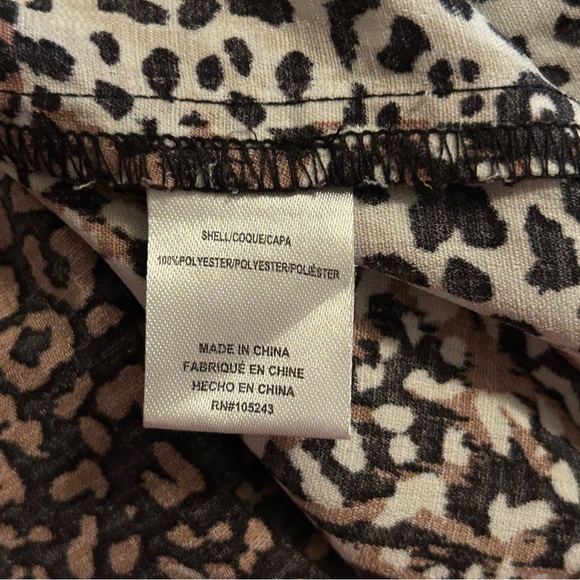 SHELL/COQUE/CAPA
100%POLYESTER/POLYESTER/POLIÉSTER
MADE IN CHINA
FABRIQUÉ EN CHINE
HECHO EN CHINA
RN#105243